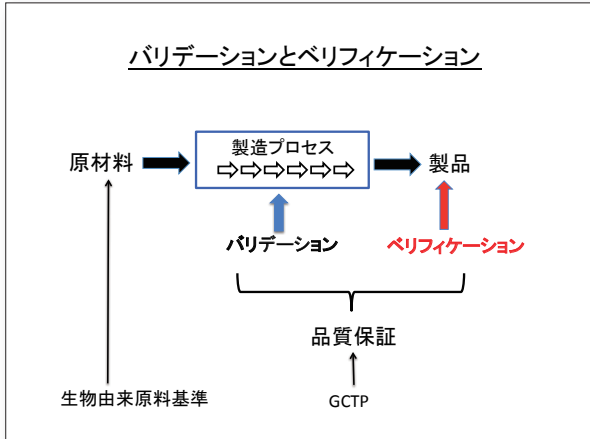 バリデーションとベリフィケーション
製造プロセス
原材料
製品
バリデーション
ベリフィケーション
品質保証
生物由来原料基準
GCTP